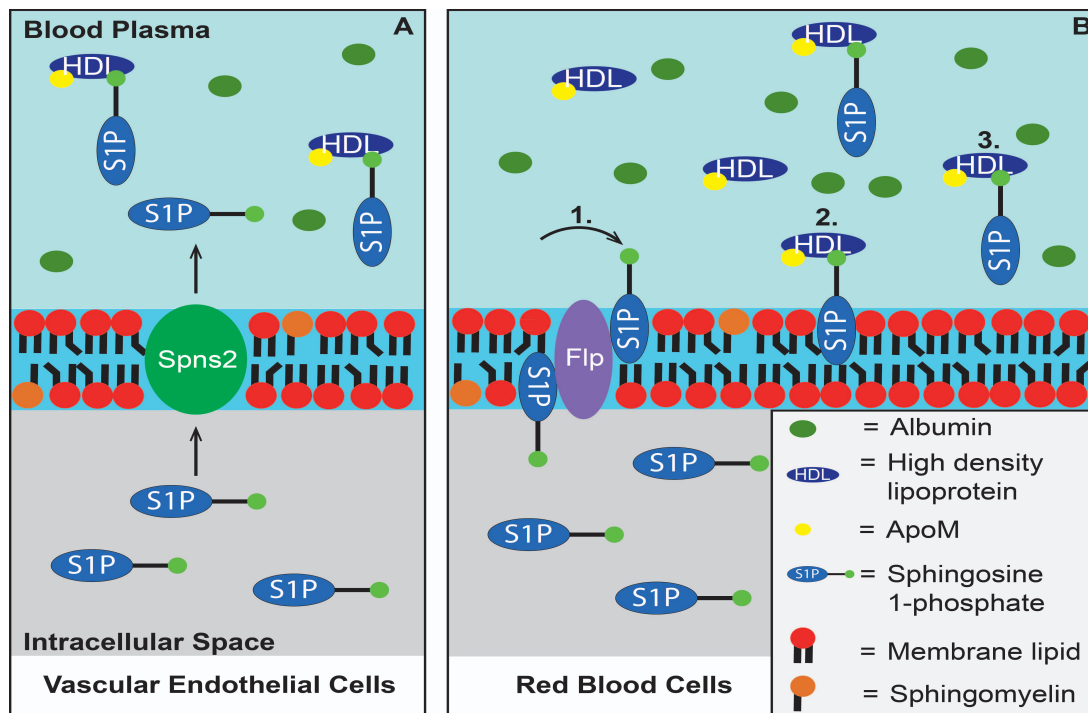 Blood Plasma
A
HDL
S1P
HDL
S1P
S1P
Spns2
S1P
S1P
S1P
Intracellular Space
Vascular Endothelial Cells
B
HDL
HDL
S1P
3.
HDL
HDL
S1P
1.
2.
HDL
S1P
S1P
Flp
S1P
S1P
S1P
S1P
Red Blood Cells
= Albumin
HDL = High density
lipoprotein
= ApoM
S1P = Sphingosine
1-phosphate
= Membrane lipid
= Sphingomyelin